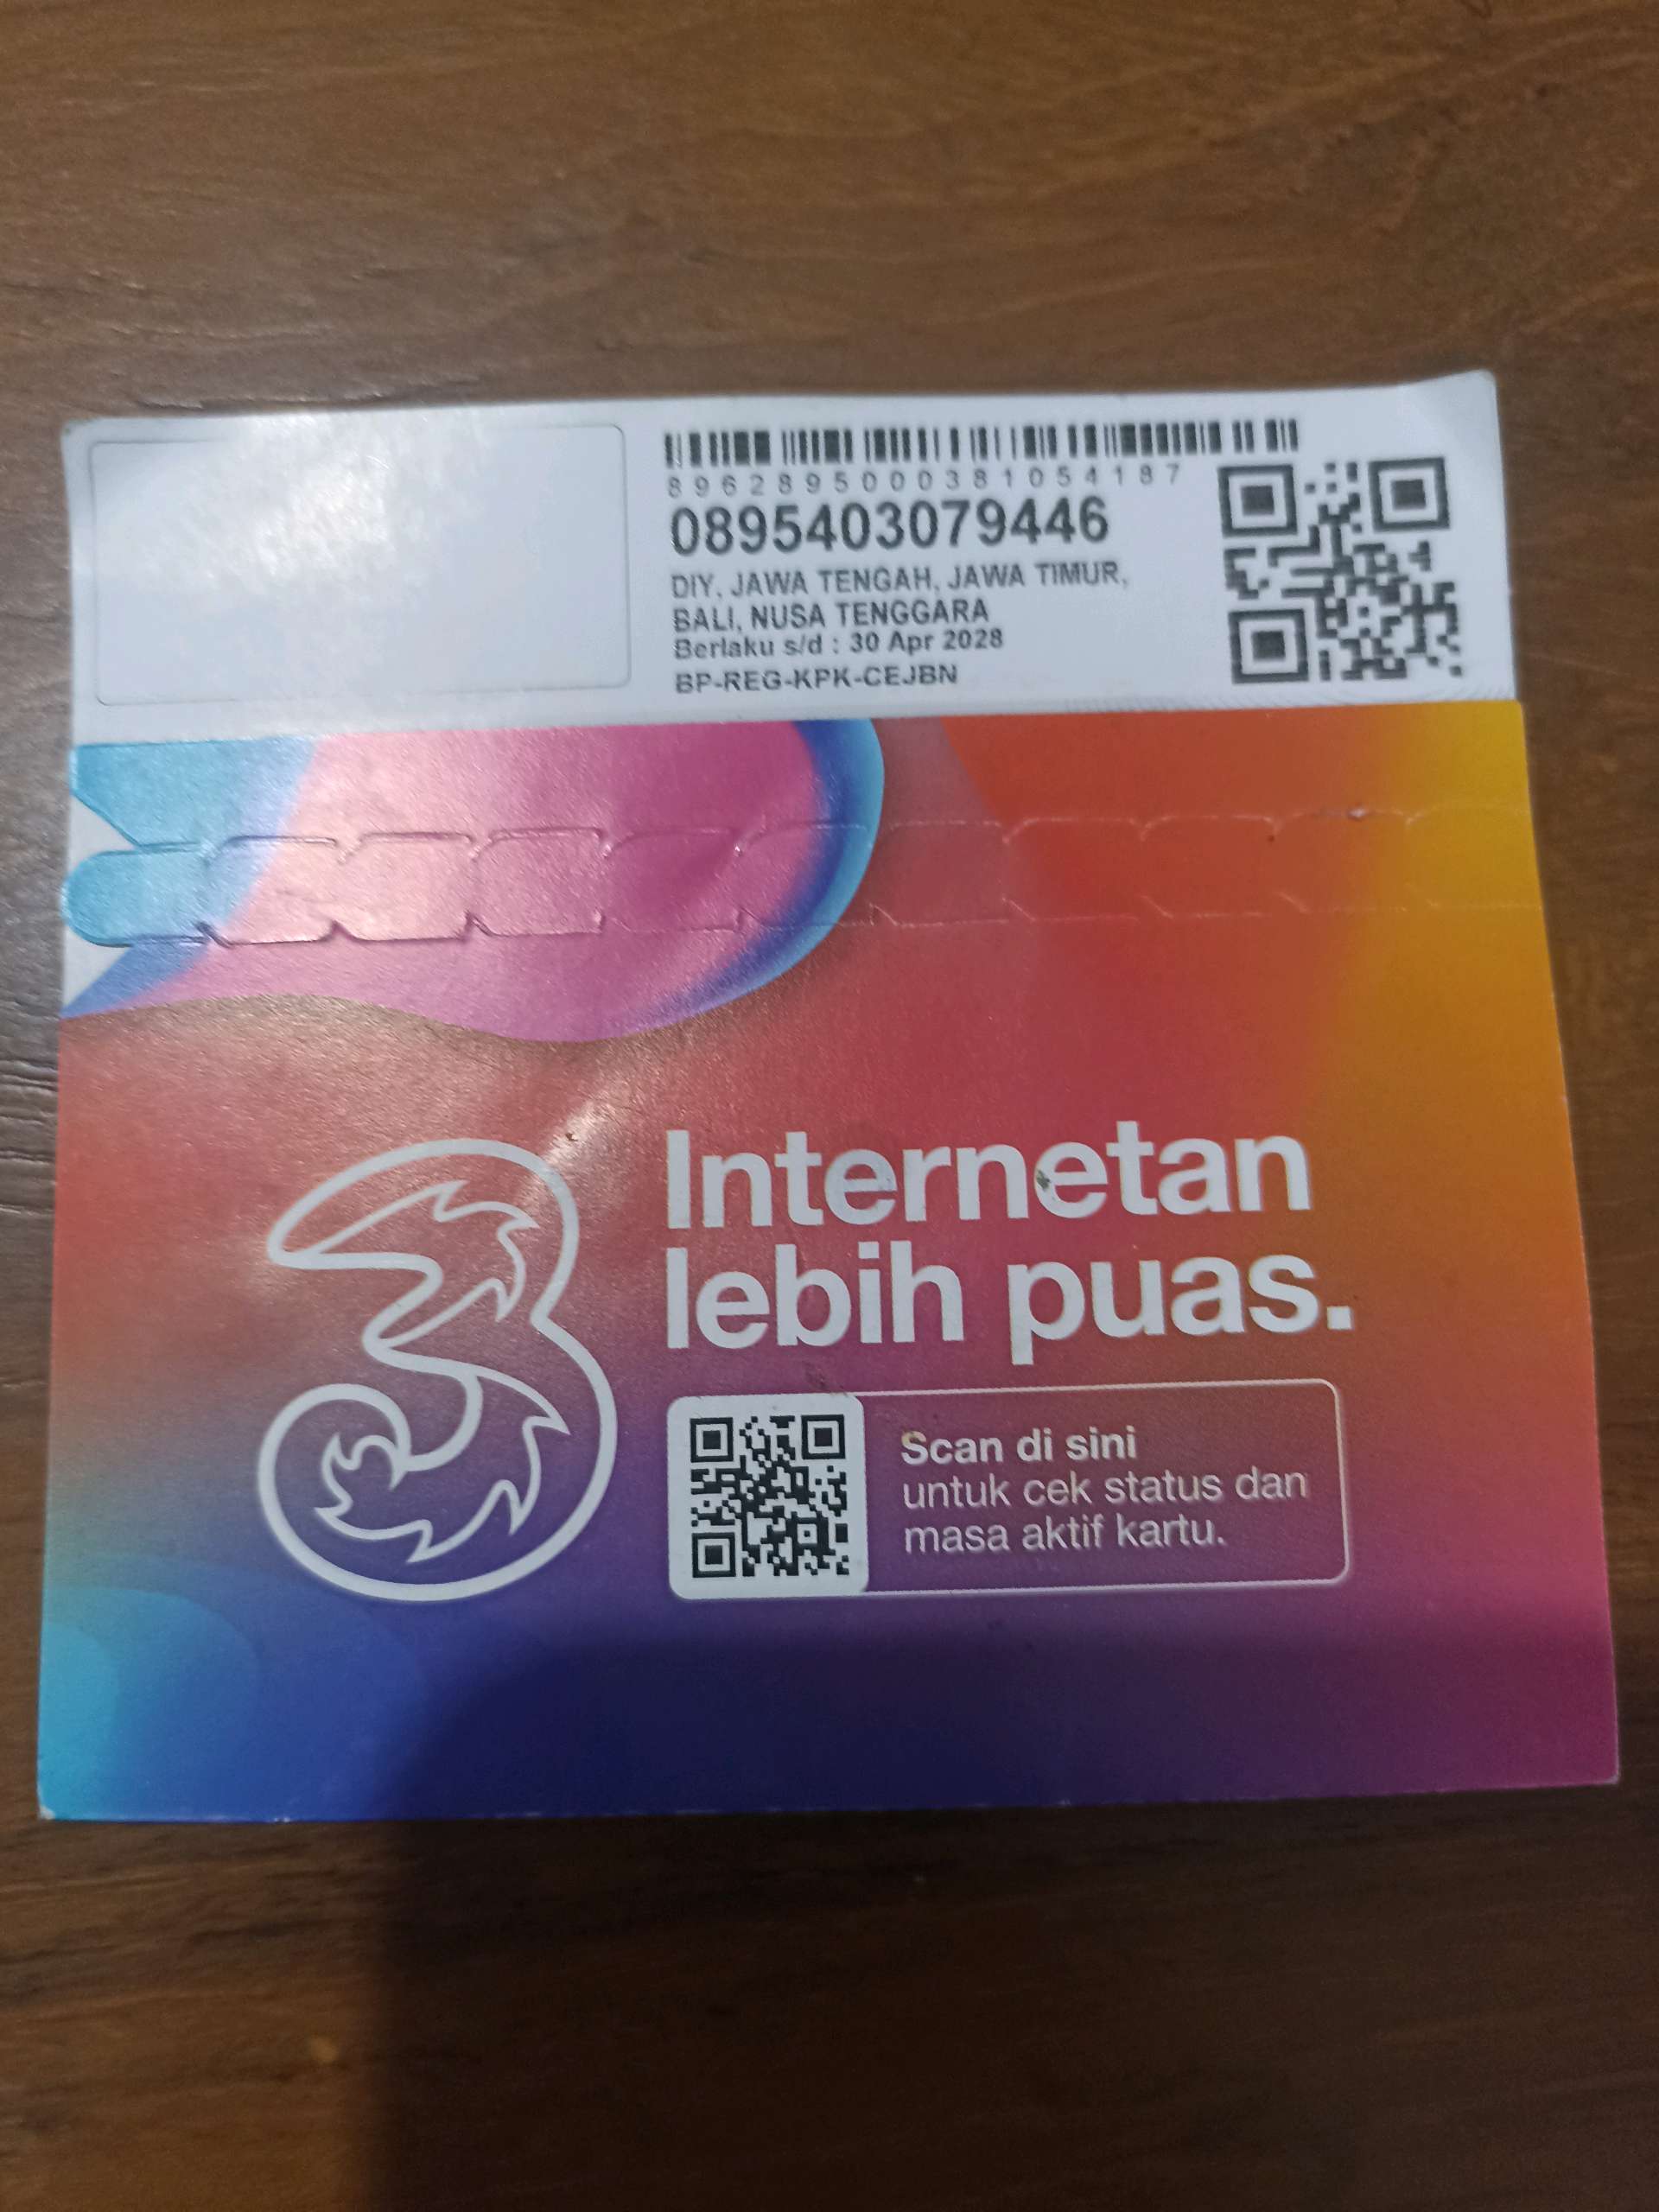 8962895000381054187
0895403079446
DIY, JAWA TENGAH, JAWA TIMUR,
BALI, NUSA TENGGARA
Berlaku s/d : 30 Apr 2028
BP-REG-KPK-CEJBN
3
Internetan
lebih puas.
Scan di sini
untuk cek status dan
masa aktif kartu.